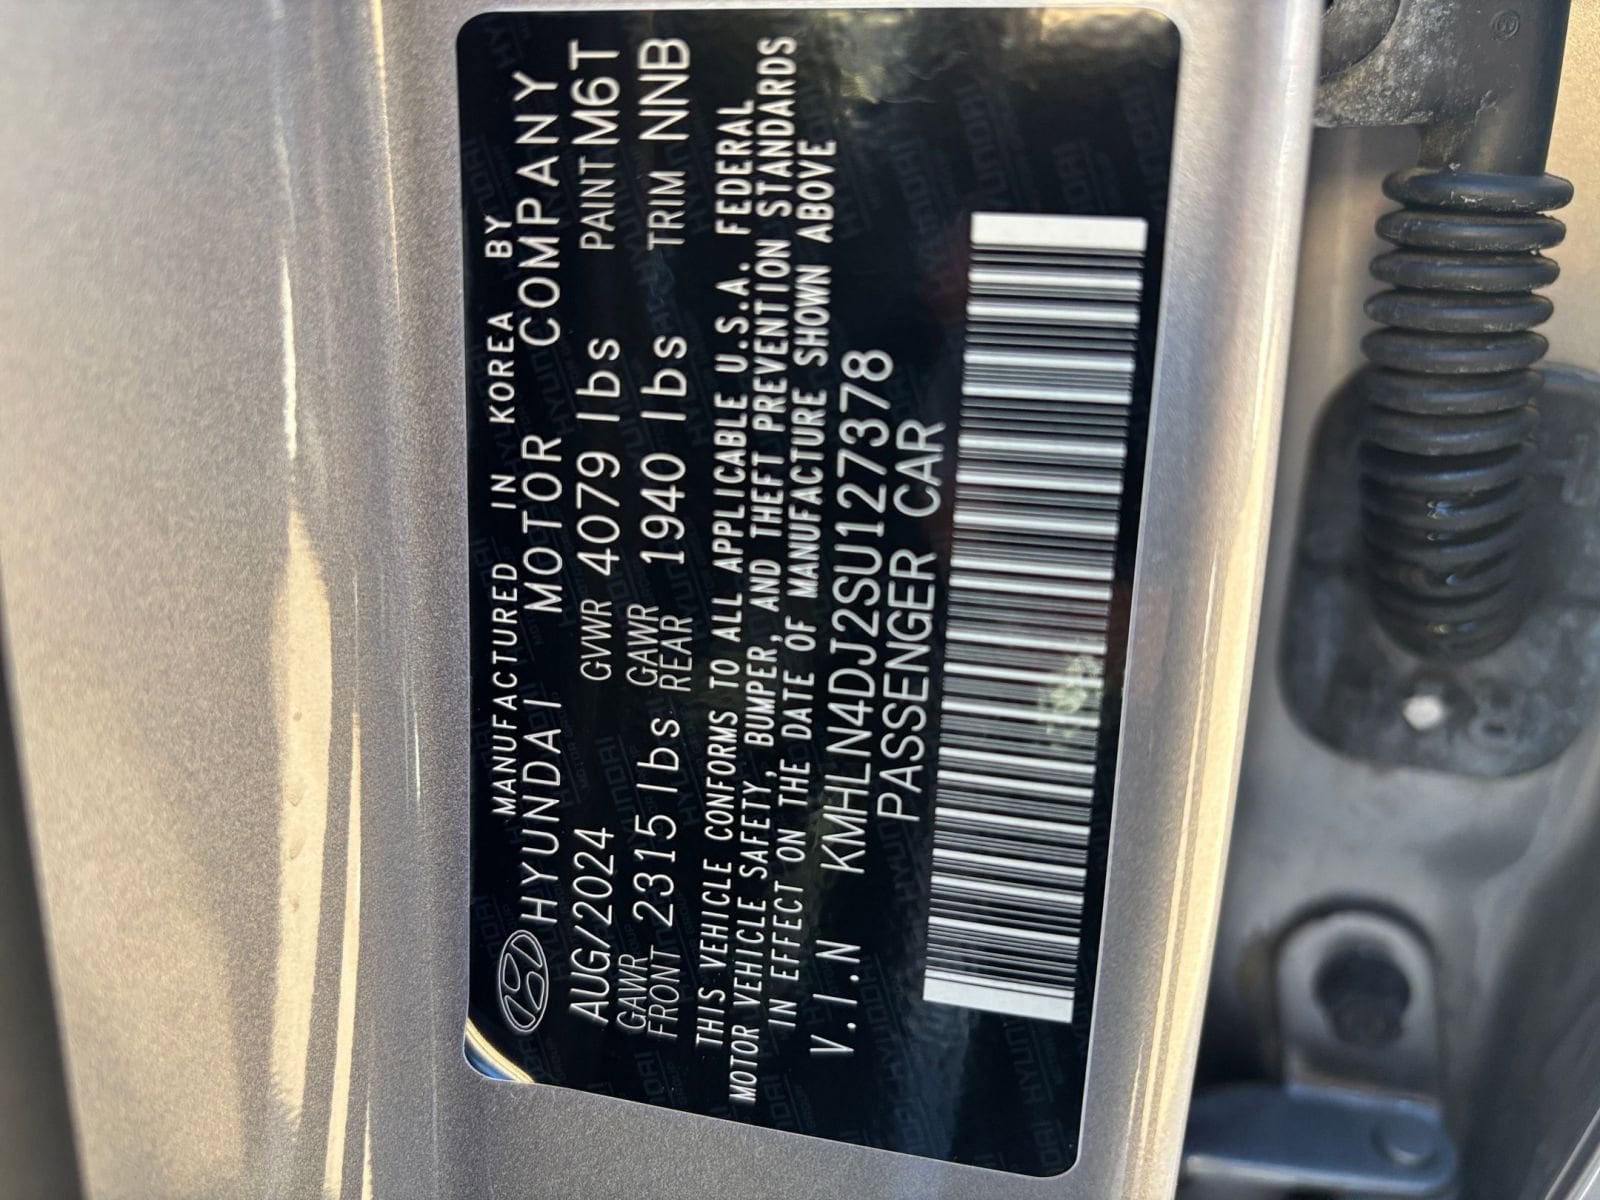 MANUFACTURED IN KOREA BY
HYUNDAI MOTOR COMPANY
AUG/2024 GVWR 4079 lbs PAINT M6T
GAWR FRONT 2315 lbs GAWR REAR 1940 lbs TRIM NNB
THIS VEHICLE CONFORMS TO ALL APPLICABLE U.S.A. FEDERAL
MOTOR VEHICLE SAFETY, BUMPER, AND THEFT PREVENTION STANDARDS
IN EFFECT ON THE DATE OF MANUFACTURE SHOWN ABOVE
V.I.N KMHLN4DJ2SU127378
PASSENGER CAR